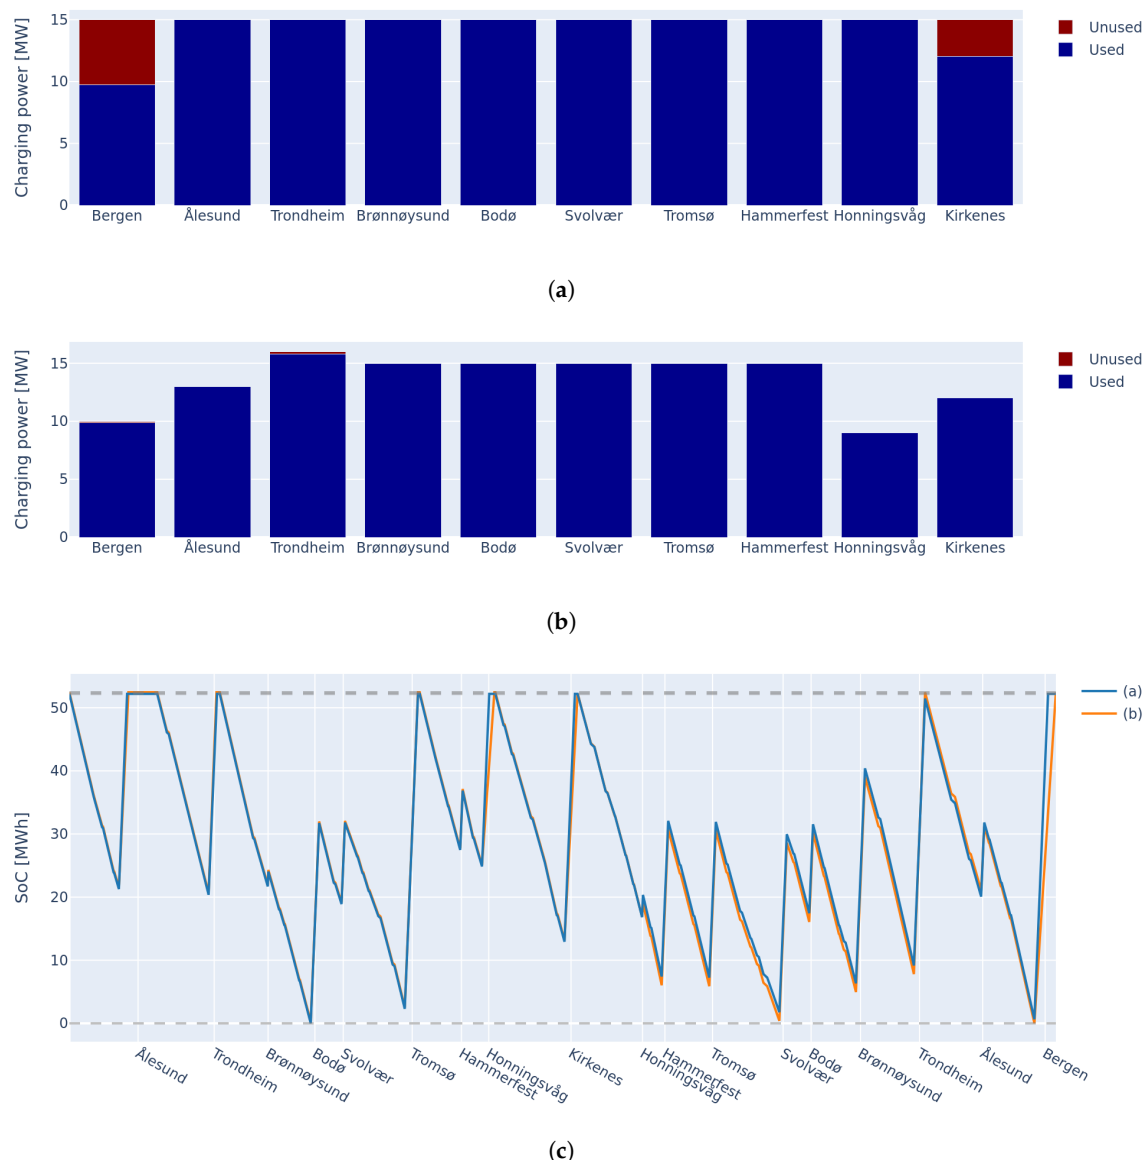 Charging power [MW]
15
10
5
0
Bergen Ålesund Trondheim Brønnøysund Bodø Svolvær Tromsø Hammerfest Honningsvåg Kirkenes
Unused
Used
(a)
Charging power [MW]
15
10
5
0
Bergen Ålesund Trondheim Brønnøysund Bodø Svolvær Tromsø Hammerfest Honningsvåg Kirkenes
Unused
Used
(b)
SoC [MWh]
50
40
30
20
10
0
Ålesund
Trondheim
Brønnøysund
Bodø
Svolvær
Tromsø
Hammerfest
Honningsvåg
Kirkenes
Honningsvåg
Hammerfest
Tromsø
Svolvær
Bodø
Brønnøysund
Trondheim
Ålesund
Bergen
(a)
(b)
(c)